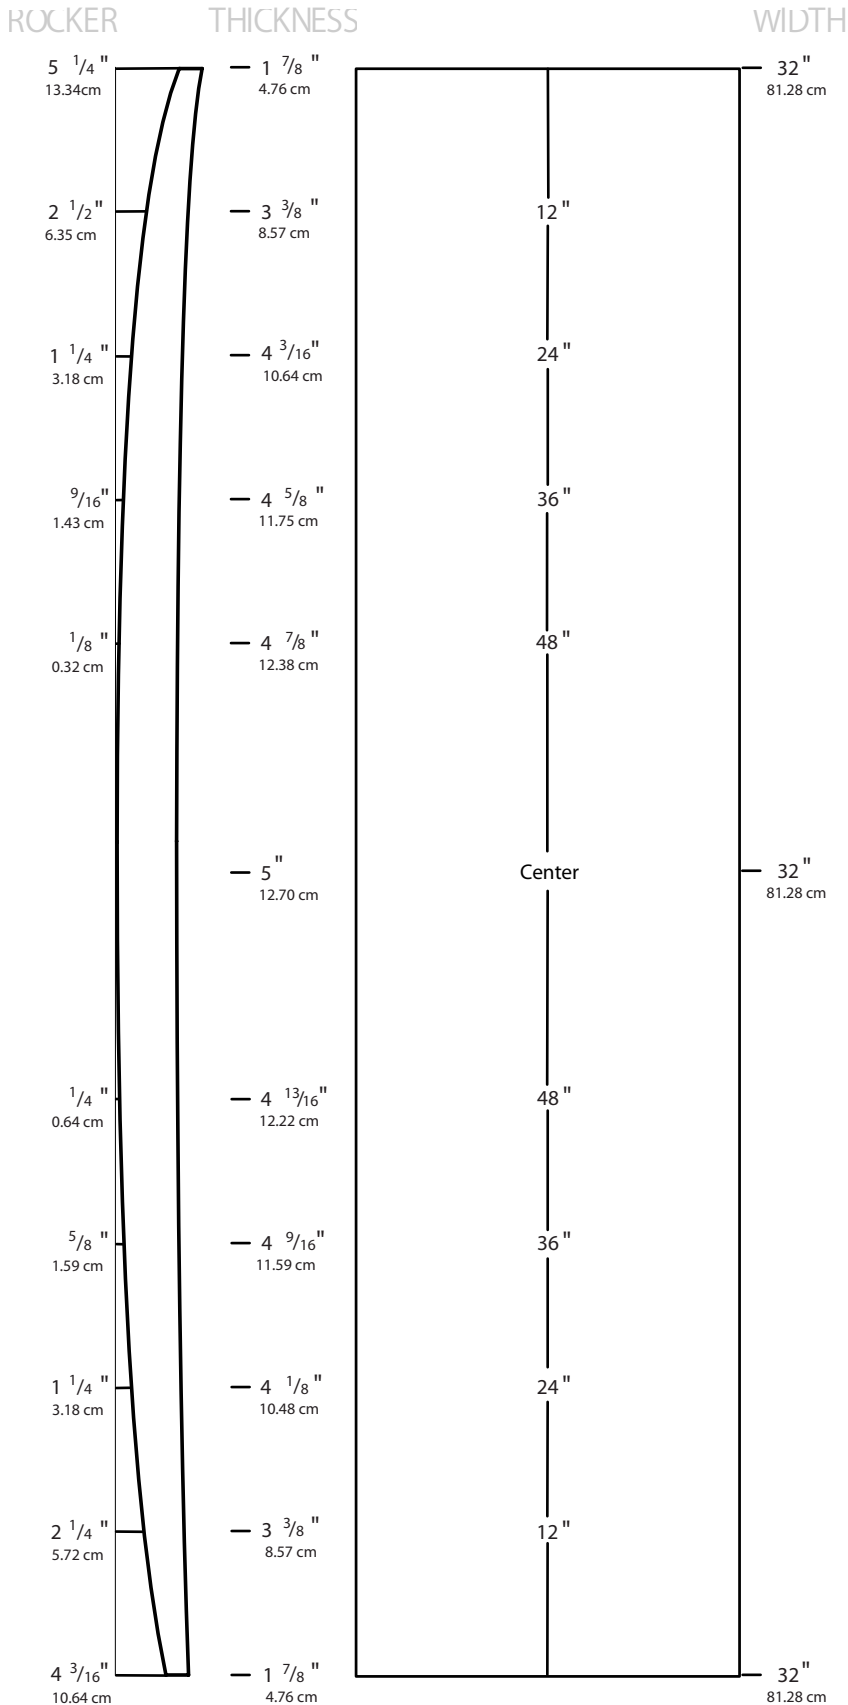 ROCKER THICKNESS WIDTH
5 1/4 " 1 7/8 " 32 "
13.34cm 4.76 cm 81.28 cm
2 1/2 " 3 3/8 " 12 "
6.35 cm 8.57 cm
1 1/4 " 4 3/16 " 24 "
3.18 cm 10.64 cm
9/16 " 4 5/8 " 36 "
1.43 cm 11.75 cm
1/8 " 4 7/8 " 48 "
0.32 cm 12.38 cm
5 " Center 32 "
12.70 cm 81.28 cm
1/4 " 4 13/16 " 48 "
0.64 cm 12.22 cm
5/8 " 4 9/16 " 36 "
1.59 cm 11.59 cm
1 1/4 " 4 1/8 " 24 "
3.18 cm 10.48 cm
2 1/4 " 3 3/8 " 12 "
5.72 cm 8.57 cm
4 3/16 " 1 7/8 " 32 "
10.64 cm 4.76 cm 81.28 cm